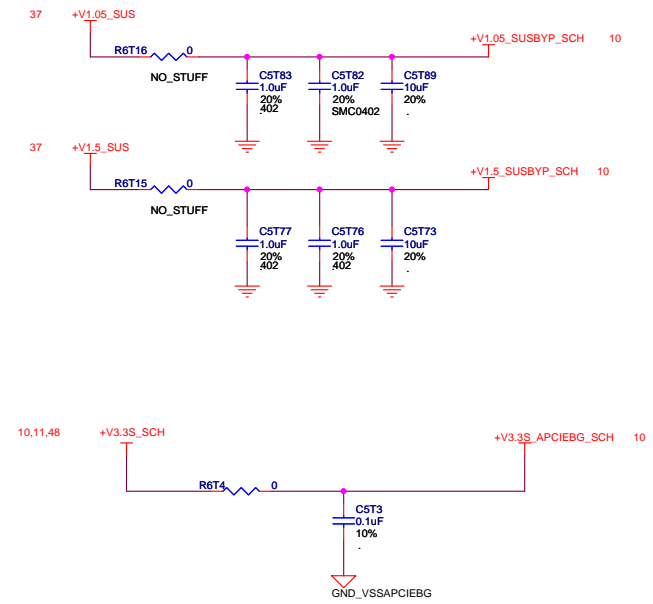 37 +V1.05_SUS
+V1.05_SUSBYP_SCH 10
R6T16 0
NO_STUFF
C5T83
1.0uF
20%
402
.
C5T82
1.0uF
20%
SMC0402
C5T89
10uF
20%
.
37 +V1.5_SUS
+V1.5_SUSBYP_SCH 10
R6T15 0
NO_STUFF
C5T77
1.0uF
20%
402
.
C5T76
1.0uF
20%
402
.
C5T73
10uF
20%
.
10,11,48 +V3.3S_SCH
+V3.3S_APCIEBG_SCH 10
R6T4 0
C5T3
0.1uF
10%
.
GND_VSSAPCIEBG